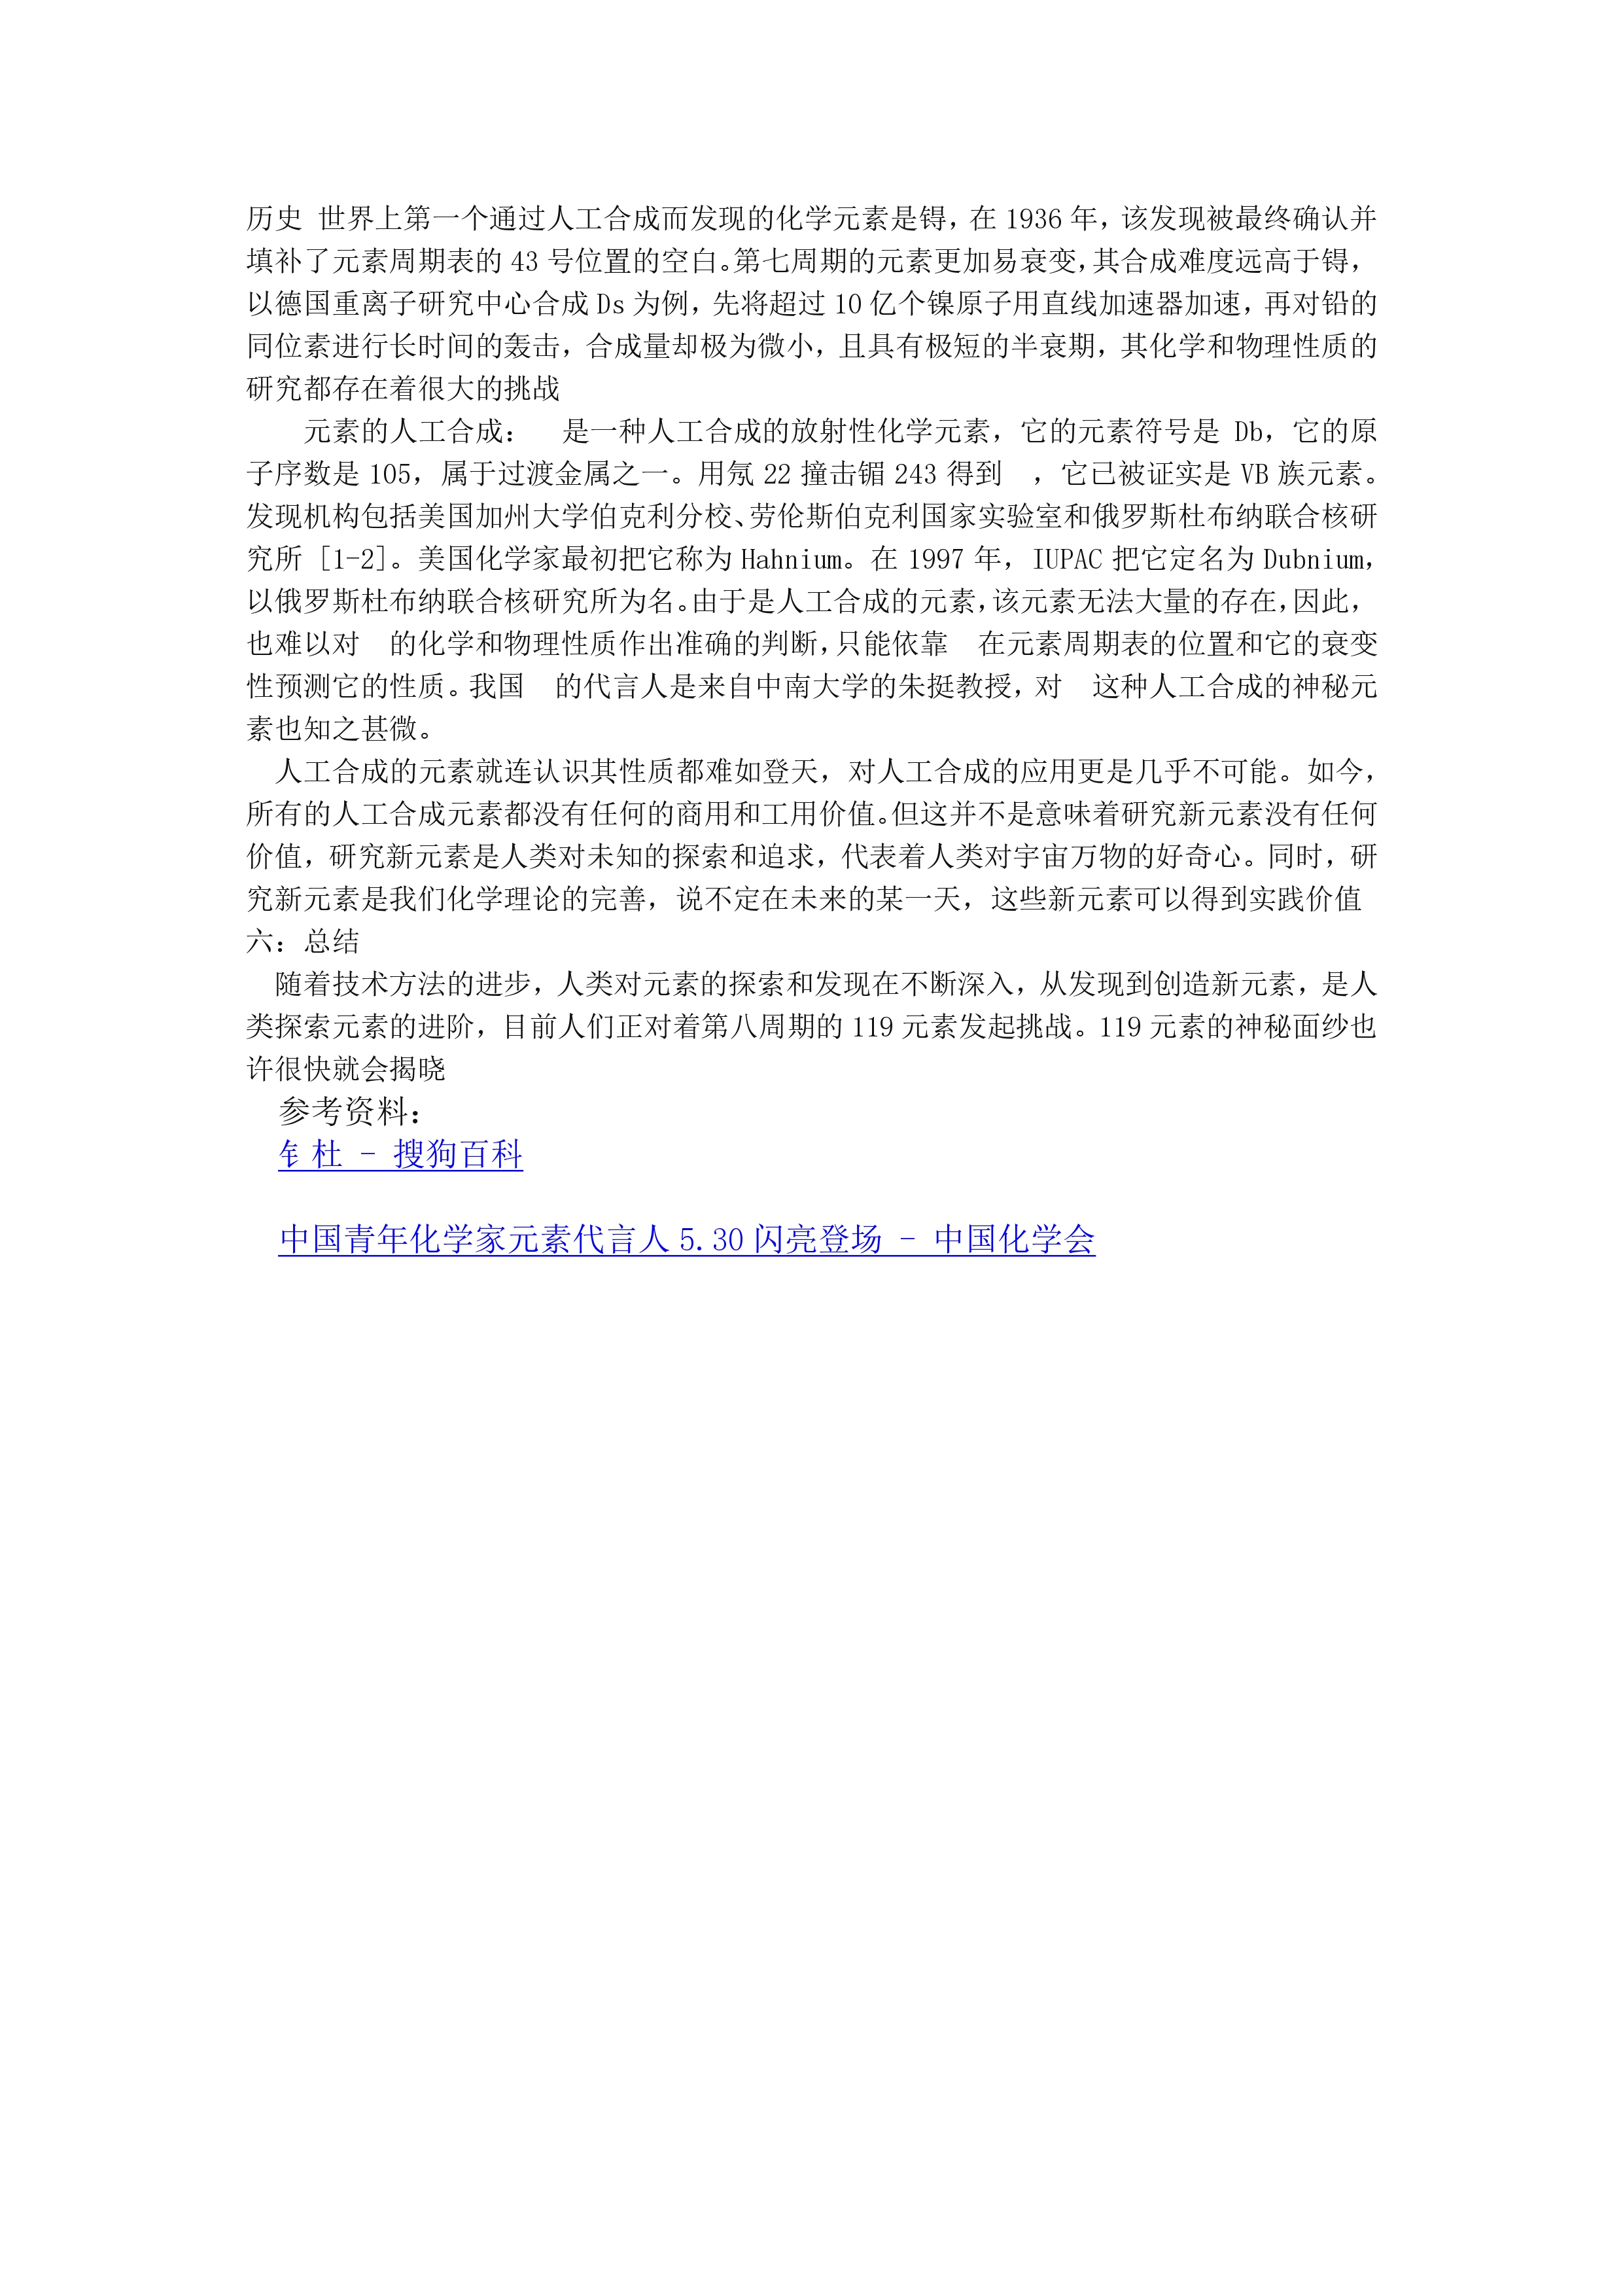 历史 世界上第一个通过人工合成而发现的化学元素是锝，在 1936 年，该发现被最终确认并
填补了元素周期表的 43 号位置的空白。第七周期的元素更加易衰变，其合成难度远高于锝，
以德国重离子研究中心合成 Ds 为例，先将超过 10 亿个镍原子用直线加速器加速，再对铅的
同位素进行长时间的轰击，合成量却极为微小，且具有极短的半衰期，其化学和物理性质的
研究都存在着很大的挑战
元素的人工合成：　是一种人工合成的放射性化学元素，它的元素符号是 Db，它的原
子序数是 105，属于过渡金属之一。用氖 22 撞击镅 243 得到　，它已被证实是 VB 族元素。
发现机构包括美国加州大学伯克利分校、劳伦斯伯克利国家实验室和俄罗斯杜布纳联合核研
究所 [1-2]。美国化学家最初把它称为 Hahnium。在 1997 年，IUPAC 把它定名为 Dubnium，
以俄罗斯杜布纳联合核研究所为名。由于是人工合成的元素，该元素无法大量的存在，因此，
也难以对　的化学和物理性质作出准确的判断，只能依靠　在元素周期表的位置和它的衰变
性预测它的性质。我国　的代言人是来自中南大学的朱挺教授，对　这种人工合成的神秘元
素也知之甚微。
人工合成的元素就连认识其性质都难如登天，对人工合成的应用更是几乎不可能。如今，
所有的人工合成元素都没有任何的商用和工用价值。但这并不是意味着研究新元素没有任何
价值，研究新元素是人类对未知的探索和追求，代表着人类对宇宙万物的好奇心。同时，研
究新元素是我们化学理论的完善，说不定在未来的某一天，这些新元素可以得到实践价值
六：总结
随着技术方法的进步，人类对元素的探索和发现在不断深入，从发现到创造新元素，是人
类探索元素的进阶，目前人们正对着第八周期的 119 元素发起挑战。119 元素的神秘面纱也
许很快就会揭晓
参考资料：
钅杜 - 搜狗百科
中国青年化学家元素代言人 5.30 闪亮登场 - 中国化学会